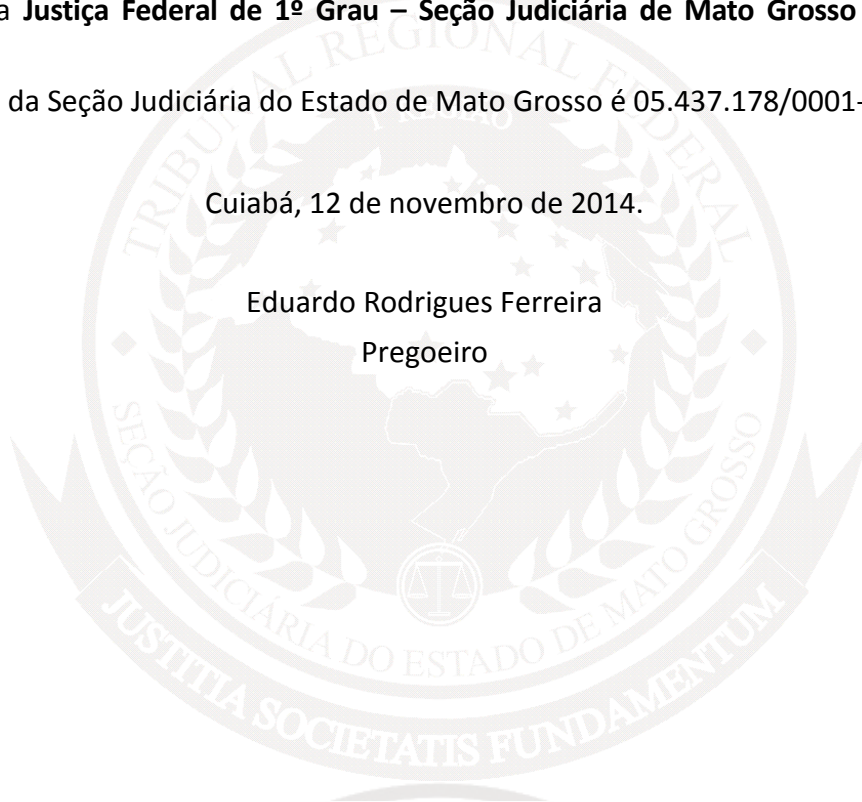 a Justiça Federal de 1º Grau – Seção Judiciária de Mato Grosso
da Seção Judiciária do Estado de Mato Grosso é 05.437.178/0001-
Cuiabá, 12 de novembro de 2014.
Eduardo Rodrigues Ferreira
Pregoeiro
TRIBUNAL REGIONAL FEDERAL
1ª REGIÃO
SEÇÃO JUDICIÁRIA DO ESTADO DE MATO GROSSO
JUSTITIA SOCIETATIS FUNDAMENTUM